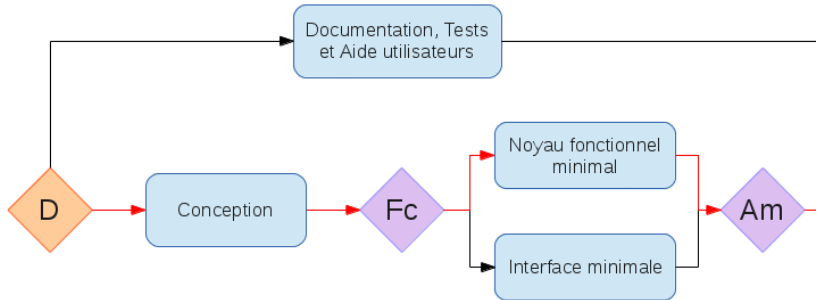 Documentation, Tests
et Aide utilisateurs
D
Conception
Fc
Noyau fonctionnel
minimal
Interface minimale
Am